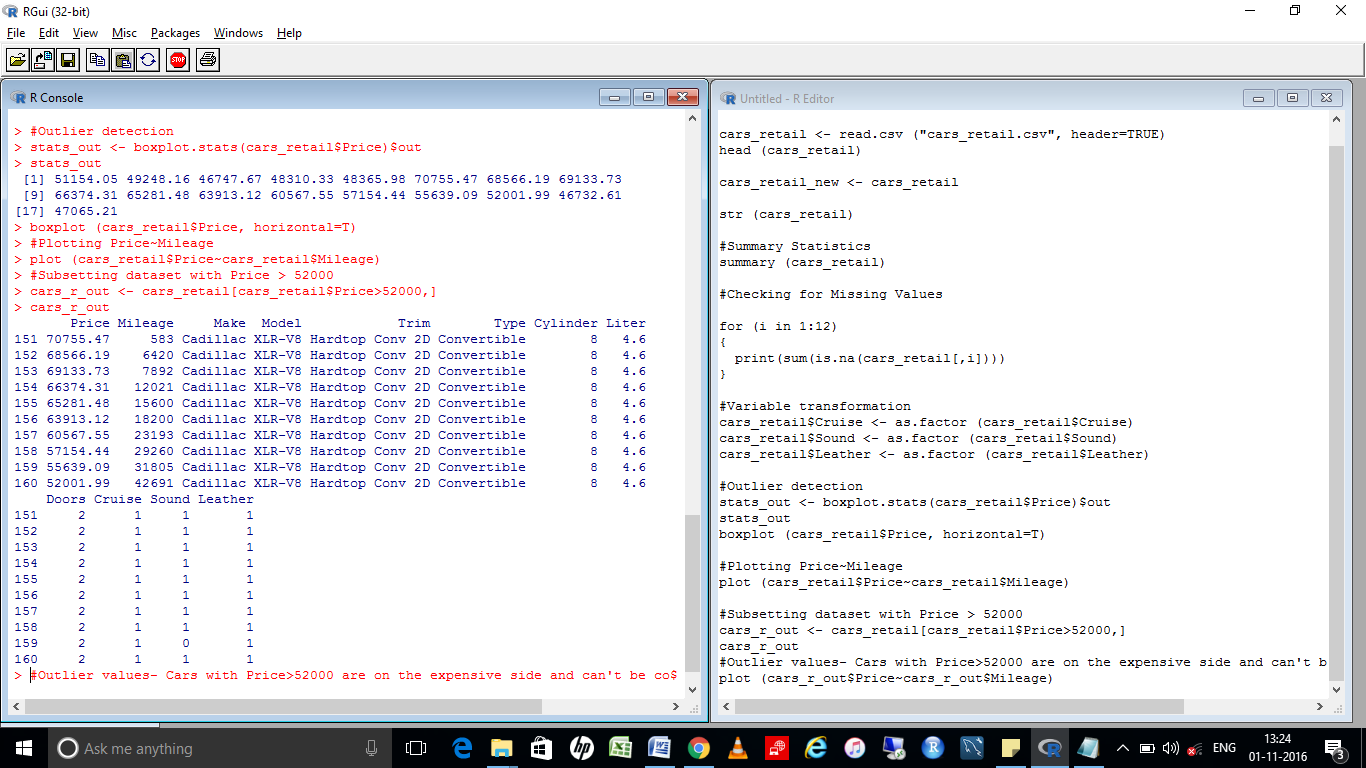 RGui (32-bit)
File Edit View Misc Packages Windows Help
STOP
R Console
> #Outlier detection
> stats_out <- boxplot.stats(cars_retail$Price)$out
> stats_out
[1] 51154.05 49248.16 46747.67 48310.33 48365.98 70755.47 68566.19 69133.73
[9] 66374.31 65281.48 63913.12 60567.55 57154.44 55639.09 52001.99 46732.61
[17] 47065.21
> boxplot (cars_retail$Price, horizontal=T)
> #Plotting Price~Mileage
> plot (cars_retail$Price~cars_retail$Mileage)
> #Subsetting dataset with Price > 52000
> cars_r_out <- cars_retail[cars_retail$Price>52000,]
> cars_r_out
Price Mileage Make Model Trim Type Cylinder Liter
151 70755.47 583 Cadillac XLR-V8 Hardtop Conv 2D Convertible 8 4.6
152 68566.19 6420 Cadillac XLR-V8 Hardtop Conv 2D Convertible 8 4.6
153 69133.73 7892 Cadillac XLR-V8 Hardtop Conv 2D Convertible 8 4.6
154 66374.31 12021 Cadillac XLR-V8 Hardtop Conv 2D Convertible 8 4.6
155 65281.48 15600 Cadillac XLR-V8 Hardtop Conv 2D Convertible 8 4.6
156 63913.12 18200 Cadillac XLR-V8 Hardtop Conv 2D Convertible 8 4.6
157 60567.55 23193 Cadillac XLR-V8 Hardtop Conv 2D Convertible 8 4.6
158 57154.44 29260 Cadillac XLR-V8 Hardtop Conv 2D Convertible 8 4.6
159 55639.09 31805 Cadillac XLR-V8 Hardtop Conv 2D Convertible 8 4.6
160 52001.99 42691 Cadillac XLR-V8 Hardtop Conv 2D Convertible 8 4.6
Doors Cruise Sound Leather
151 2 1 1 1
152 2 1 1 1
153 2 1 1 1
154 2 1 1 1
155 2 1 1 1
156 2 1 1 1
157 2 1 1 1
158 2 1 1 1
159 2 1 0 1
160 2 1 1 1
> #Outlier values- Cars with Price>52000 are on the expensive side and can't be co$
Untitled - R Editor
cars_retail <- read.csv ("cars_retail.csv", header=TRUE)
head (cars_retail)
cars_retail_new <- cars_retail
str (cars_retail)
#Summary Statistics
summary (cars_retail)
#Checking for Missing Values
for (i in 1:12)
{
print(sum(is.na(cars_retail[,i])))
}
#Variable transformation
cars_retail$Cruise <- as.factor (cars_retail$Cruise)
cars_retail$Sound <- as.factor (cars_retail$Sound)
cars_retail$Leather <- as.factor (cars_retail$Leather)
#Outlier detection
stats_out <- boxplot.stats(cars_retail$Price)$out
stats_out
boxplot (cars_retail$Price, horizontal=T)
#Plotting Price~Mileage
plot (cars_retail$Price~cars_retail$Mileage)
#Subsetting dataset with Price > 52000
cars_r_out <- cars_retail[cars_retail$Price>52000,]
cars_r_out
#Outlier values- Cars with Price>52000 are on the expensive side and can't b
plot (cars_r_out$Price~cars_r_out$Mileage)
Ask me anything
ENG
13:24
01-11-2016
3